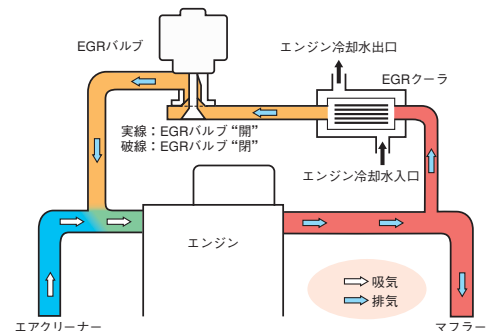 EGRバルブ
エンジン冷却水出口
EGRクーラ
実線：EGRバルブ“開”
破線：EGRバルブ“閉”
エンジン冷却水入口
エンジン
吸気
排気
エアクリーナー
マフラー